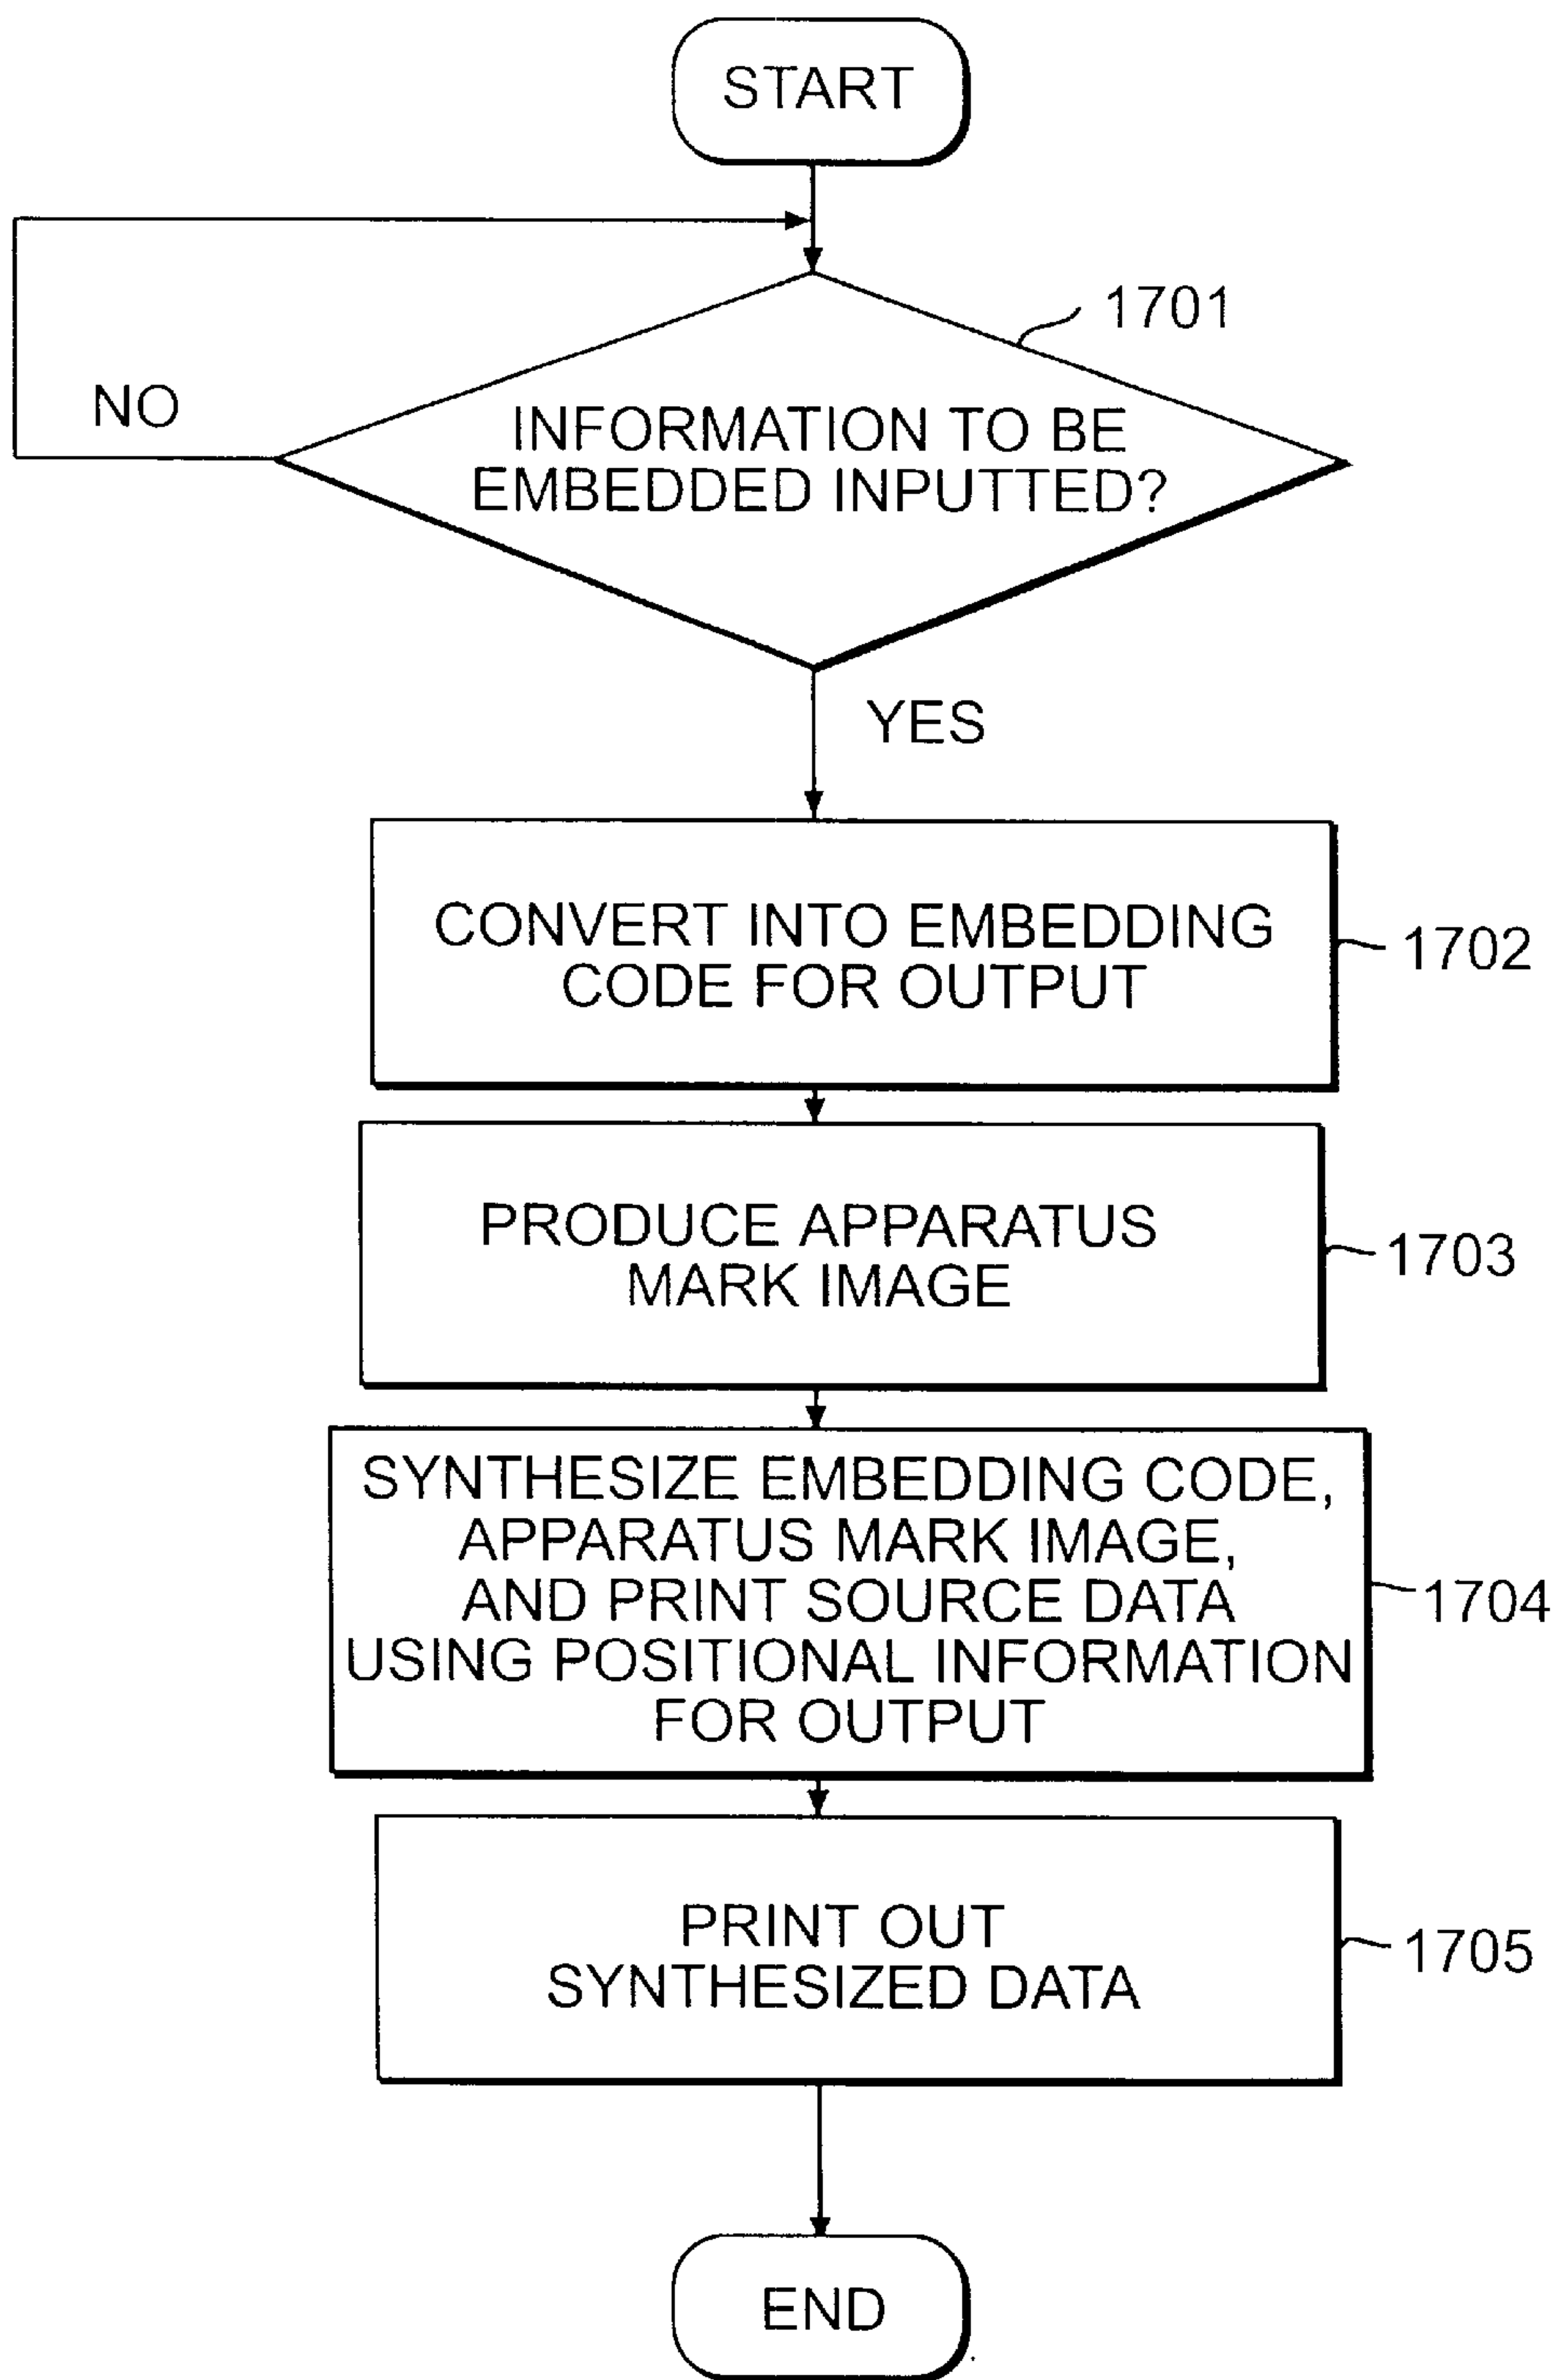 START
1701
NO
INFORMATION TO BE
EMBEDDED INPUTTED?
YES
CONVERT INTO EMBEDDING
CODE FOR OUTPUT
1702
PRODUCE APPARATUS
MARK IMAGE
1703
SYNTHESIZE EMBEDDING CODE,
APPARATUS MARK IMAGE,
AND PRINT SOURCE DATA
USING POSITIONAL INFORMATION
FOR OUTPUT
1704
PRINT OUT
SYNTHESIZED DATA
1705
END